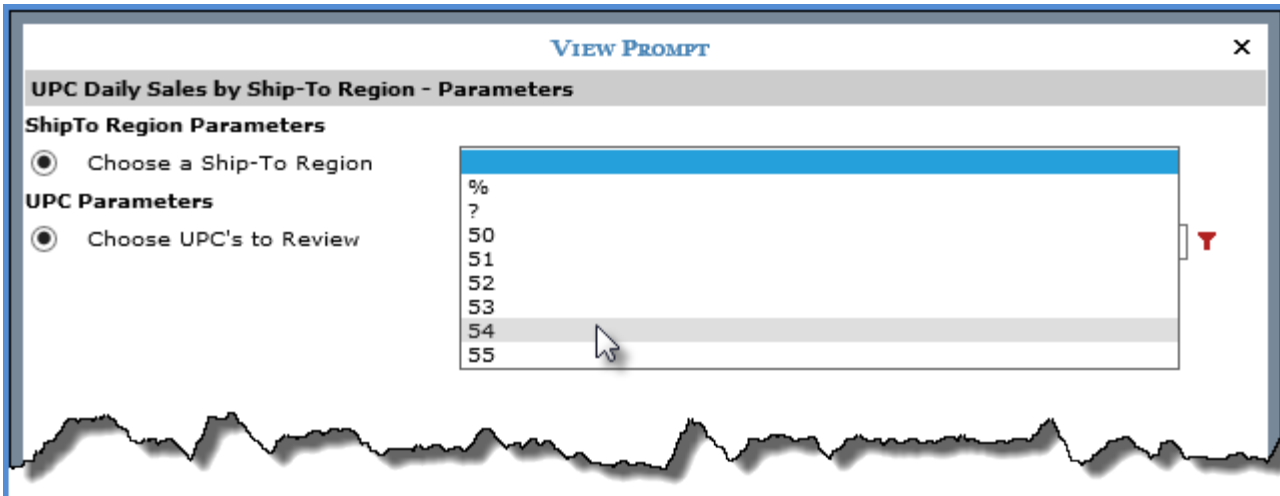 View Prompt
UPC Daily Sales by Ship-To Region - Parameters
ShipTo Region Parameters
Choose a Ship-To Region
%
?
50
51
52
53
54
55
UPC Parameters
Choose UPC's to Review